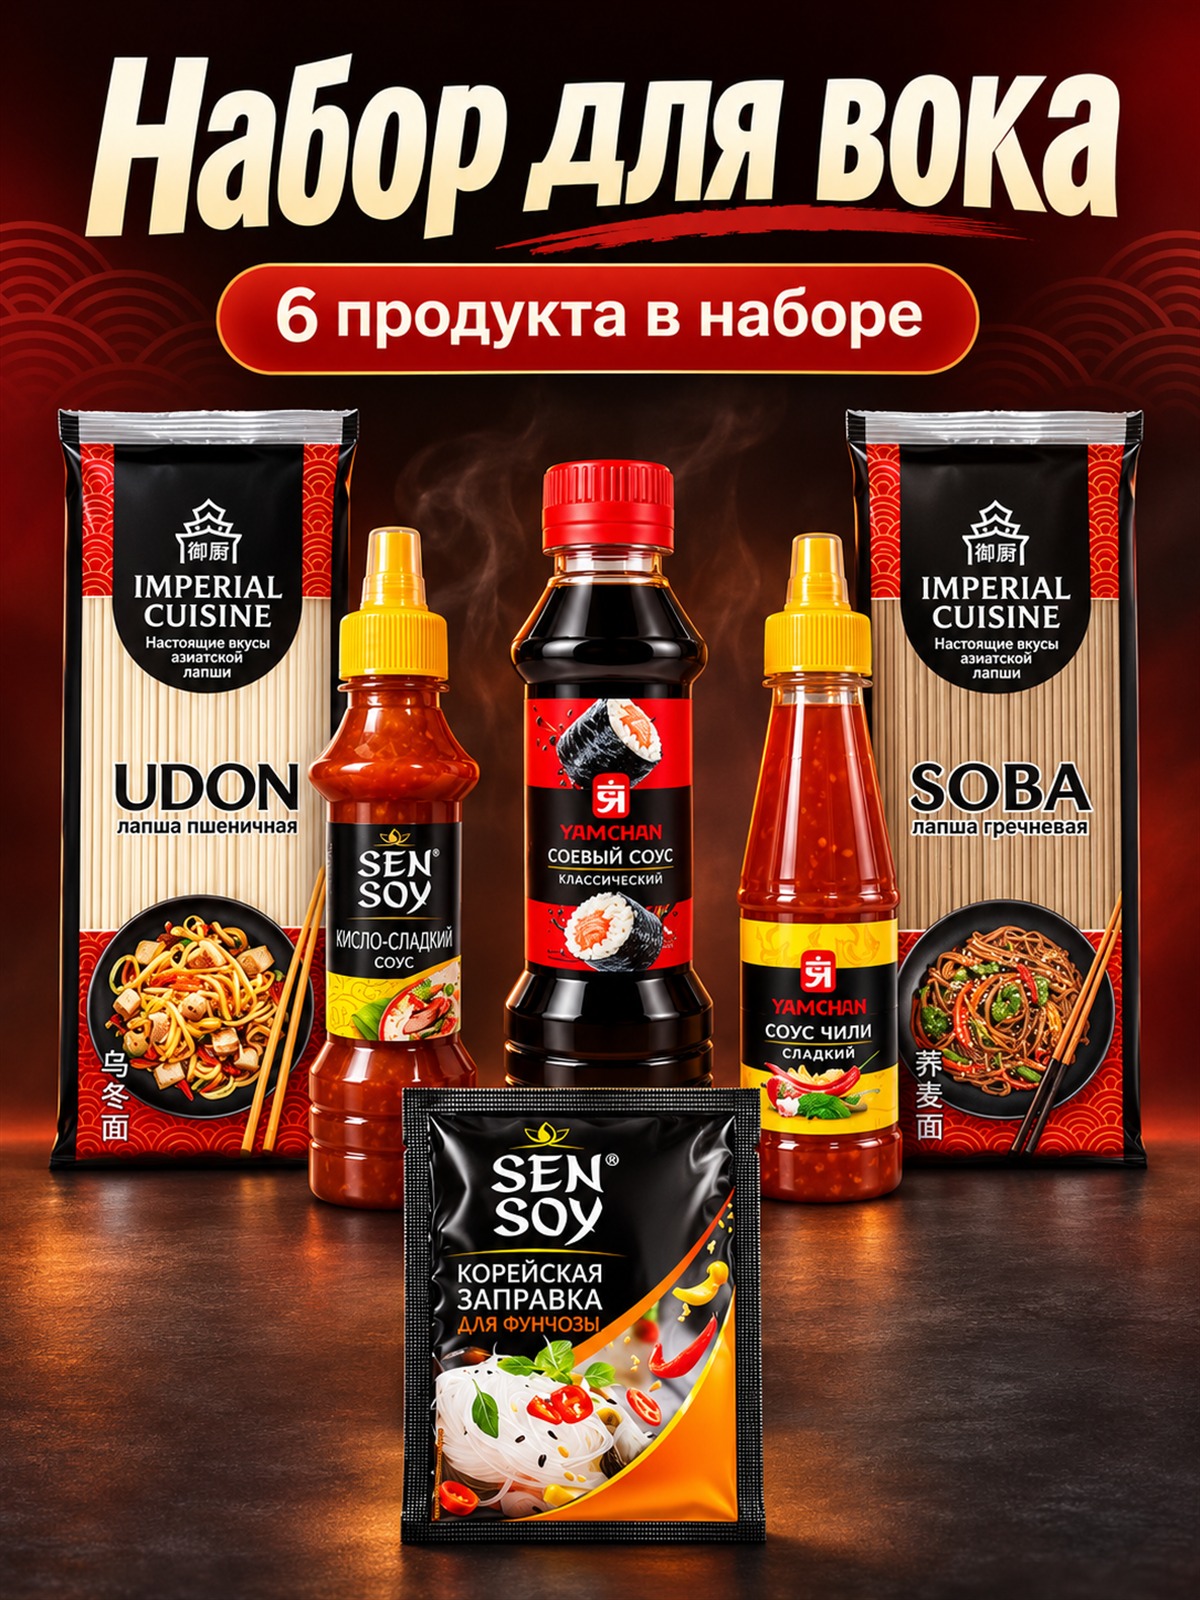 Набор для вока
6 продукта в наборе
御厨
IMPERIAL
CUISINE
Настоящие вкусы
азиатской
лапши
UDON
лапша пшеничная
乌冬面
SEN®
SOY
КИСЛО-СЛАДКИЙ
СОУС
YAMCHAN
СОЕВЫЙ СОУС
КЛАССИЧЕСКИЙ
YAMCHAN
СОУС ЧИЛИ
СЛАДКИЙ
御厨
IMPERIAL
CUISINE
Настоящие вкусы
азиатской
лапши
SOBA
лапша гречневая
荞麦面
SEN®
SOY
КОРЕЙСКАЯ
ЗАПРАВКА
ДЛЯ ФУНЧОЗЫ